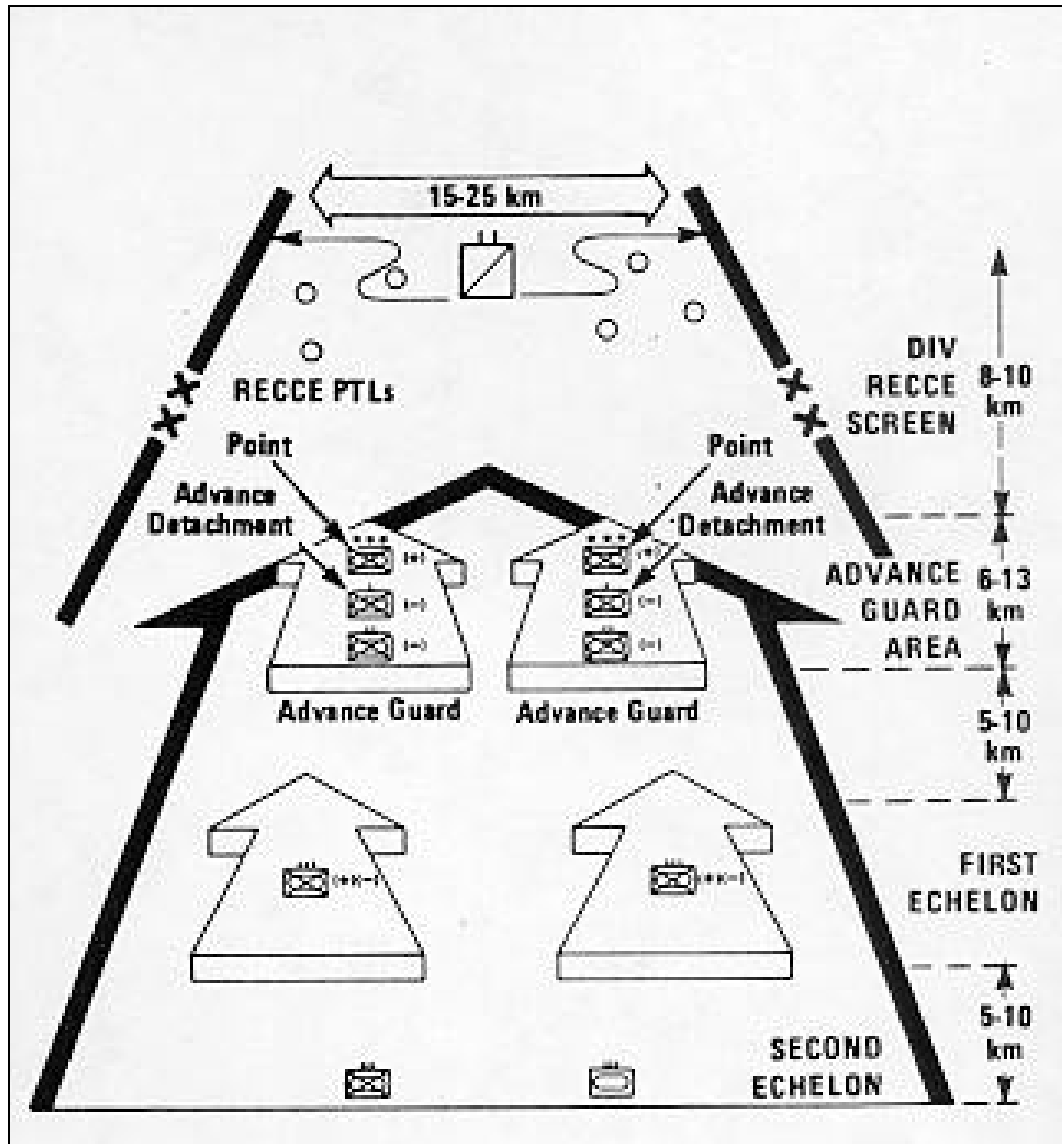 15-25 km
RECCE PTLs
DIV
RECCE
SCREEN
8-10
km
Point
Point
Advance
Detachment
Advance
Detachment
(+)
(+)
(-)
(-)
(-)
(-)
ADVANCE
GUARD
AREA
6-13
km
Advance Guard
Advance Guard
5-10
km
(+)(-)
(+)(-)
FIRST
ECHELON
5-10
km
SECOND
ECHELON